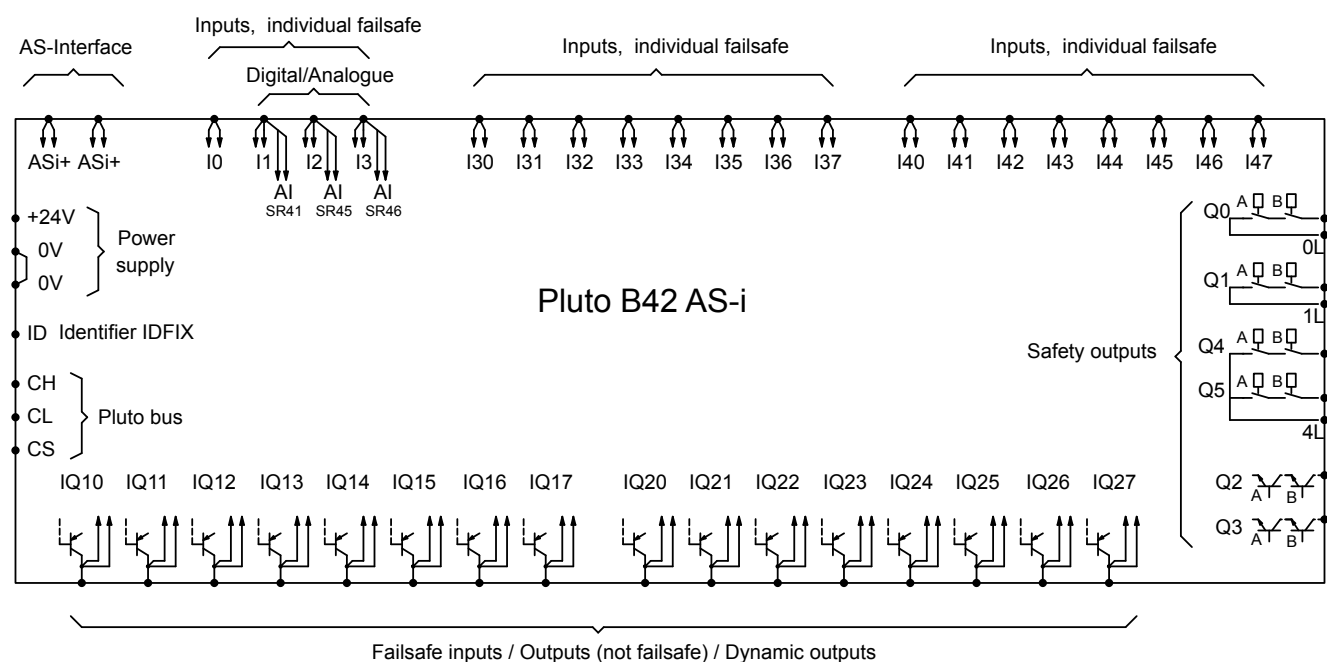 Inputs, individual failsafe
AS-Interface
Inputs, individual failsafe
Inputs, individual failsafe
Digital/Analogue
ASi+ ASi+ I0 I1 I2 I3 I30 I31 I32 I33 I34 I35 I36 I37 I40 I41 I42 I43 I44 I45 I46 I47
AI AI AI
SR41 SR45 SR46
+24V
0V
0V
Power
supply
ID Identifier IDFIX
CH
CL
CS
Pluto bus
Pluto B42 AS-i
Safety outputs
Q0 A B
0L
Q1 A B
1L
Q4 A B
Q5 A B
4L
Q2 A B
Q3 A B
IQ10 IQ11 IQ12 IQ13 IQ14 IQ15 IQ16 IQ17 IQ20 IQ21 IQ22 IQ23 IQ24 IQ25 IQ26 IQ27
Failsafe inputs / Outputs (not failsafe) / Dynamic outputs